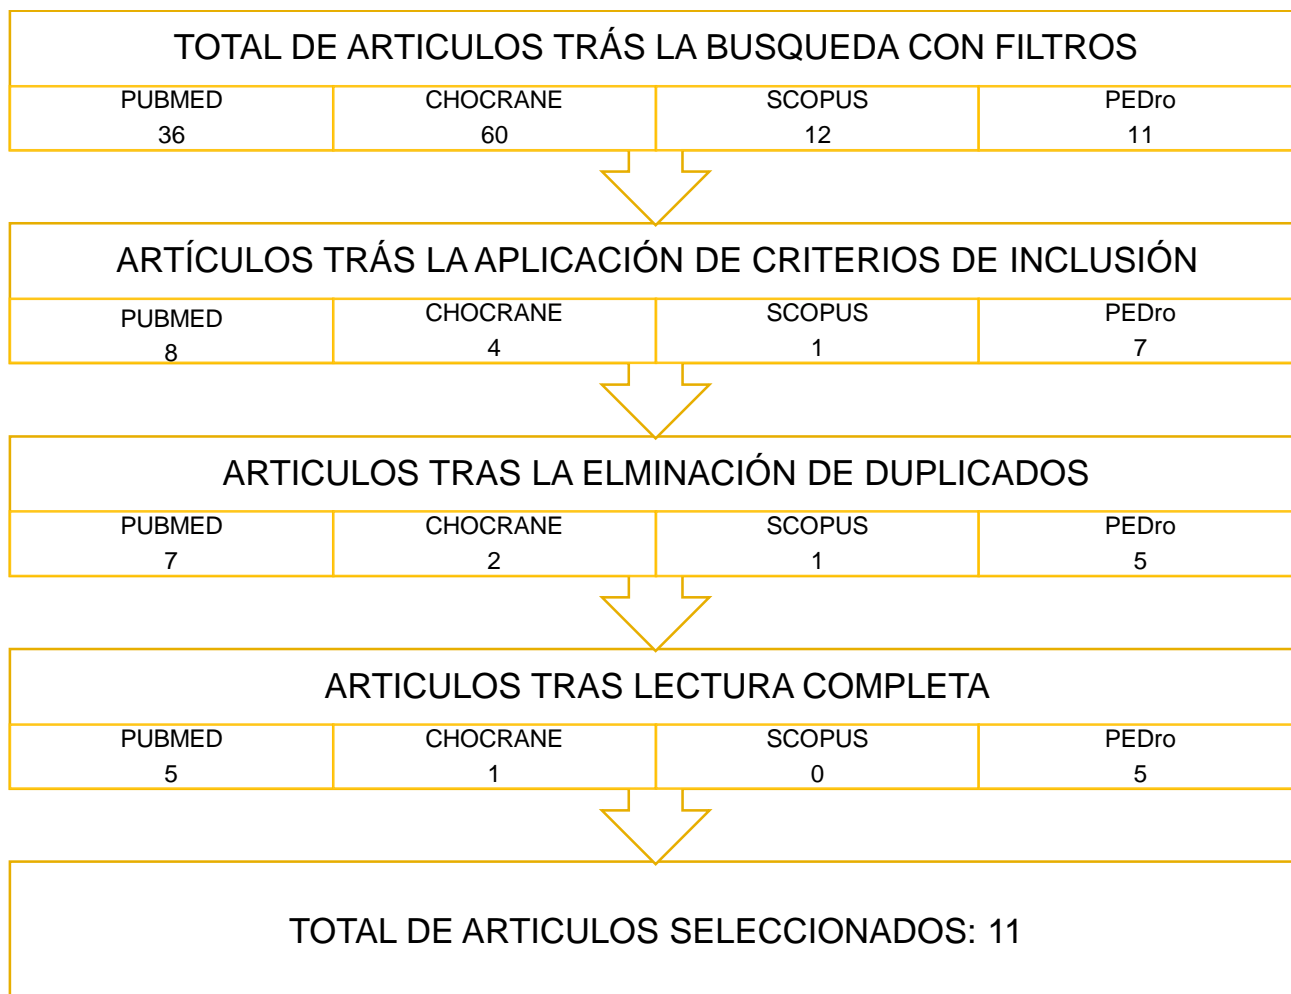 TOTAL DE ARTICULOS TRÁS LA BUSQUEDA CON FILTROS
PUBMED CHOCRANE SCOPUS PEDro
36 60 12 11
ARTÍCULOS TRÁS LA APLICACIÓN DE CRITERIOS DE INCLUSIÓN
PUBMED CHOCRANE SCOPUS PEDro
8 4 1 7
ARTICULOS TRAS LA ELMINACIÓN DE DUPLICADOS
PUBMED CHOCRANE SCOPUS PEDro
7 2 1 5
ARTICULOS TRAS LECTURA COMPLETA
PUBMED CHOCRANE SCOPUS PEDro
5 1 0 5
TOTAL DE ARTICULOS SELECCIONADOS: 11